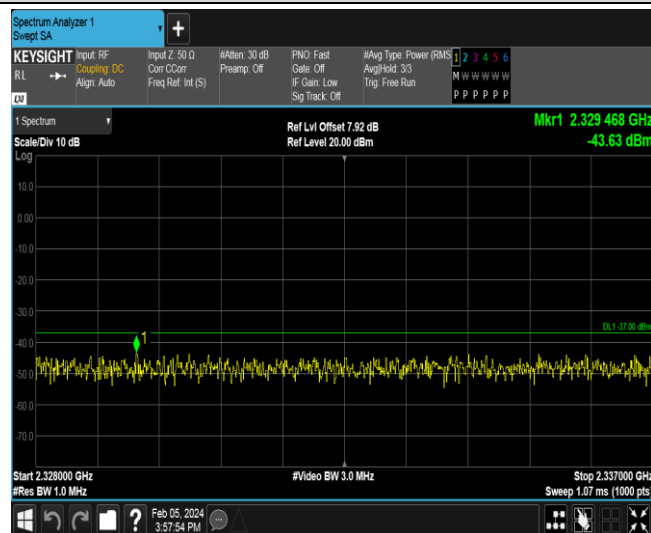 Spectrum Analyzer 1
Swept SA
+
KEYSIGHT Input: RF Input Z: 50 Ω #Atten: 30 dB PNO: Fast #Avg Type: Power (RMS 1 2 3 4 5 6
RL Coupling: DC Corr CCorr Preamp: Off Gate: Off Avg|Hold: 3/3 M W W W W W
Align: Auto Freq Ref: Int (S) IF Gain: Low Trig: Free Run
Sig Track: Off P P P P P P
LXI
1 Spectrum
Ref Lvl Offset 7.92 dB Mkr1 2.329 468 GHz
Scale/Div 10 dB Ref Level 20.00 dBm -43.63 dBm
Log
10.0
0.00
-10.0
-20.0
-30.0
DL1 -37.00 dBm
-40.0
1
-50.0
-60.0
-70.0
Start 2.328000 GHz #Video BW 3.0 MHz Stop 2.337000 GHz
#Res BW 1.0 MHz Sweep 1.07 ms (1000 pts)
? Feb 05, 2024
3:57:54 PM